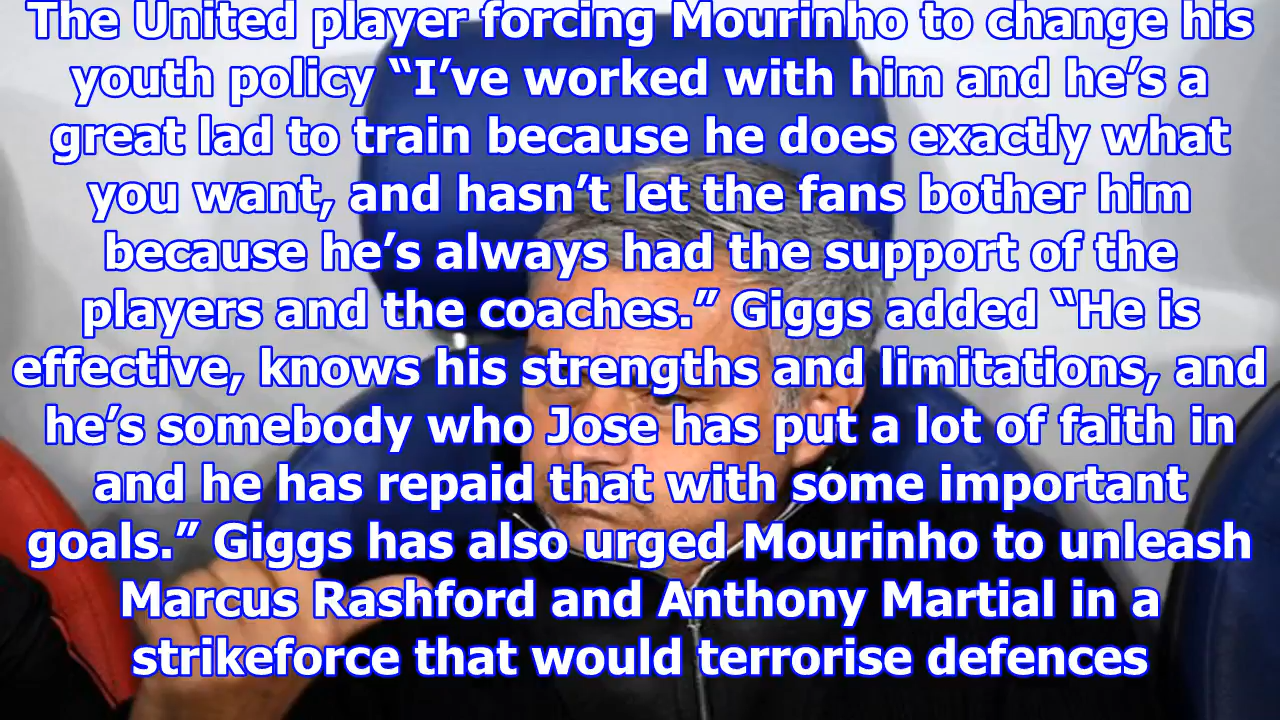 The United player forcing Mourinho to change his
youth policy “I’ve worked with him and he’s a
great lad to train because he does exactly what
you want, and hasn’t let the fans bother him
because he’s always had the support of the
players and the coaches.” Giggs added “He is
effective, knows his strengths and limitations, and
he’s somebody who Jose has put a lot of faith in
and he has repaid that with some important
goals.” Giggs has also urged Mourinho to unleash
Marcus Rashford and Anthony Martial in a
strikeforce that would terrorise defences